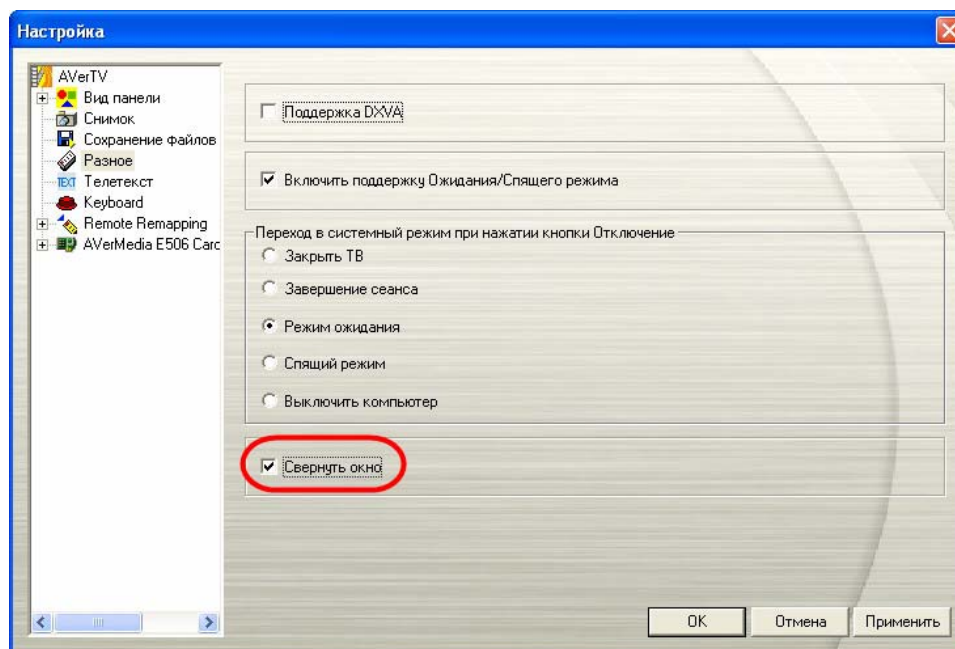 Настройка
AVerTV
Вид панели
Снимок
Сохранение файлов
Разное
TEXT Телетекст
Keyboard
Remote Remapping
AVerMedia E506 Carc
Поддержка DXVA
Включить поддержку Ожидания/Спящего режима
Переход в системный режим при нажатии кнопки Отключение
Закрыть ТВ
Завершение сеанса
Режим ожидания
Спящий режим
Выключить компьютер
Свернуть окно
OK
Отмена
Применить